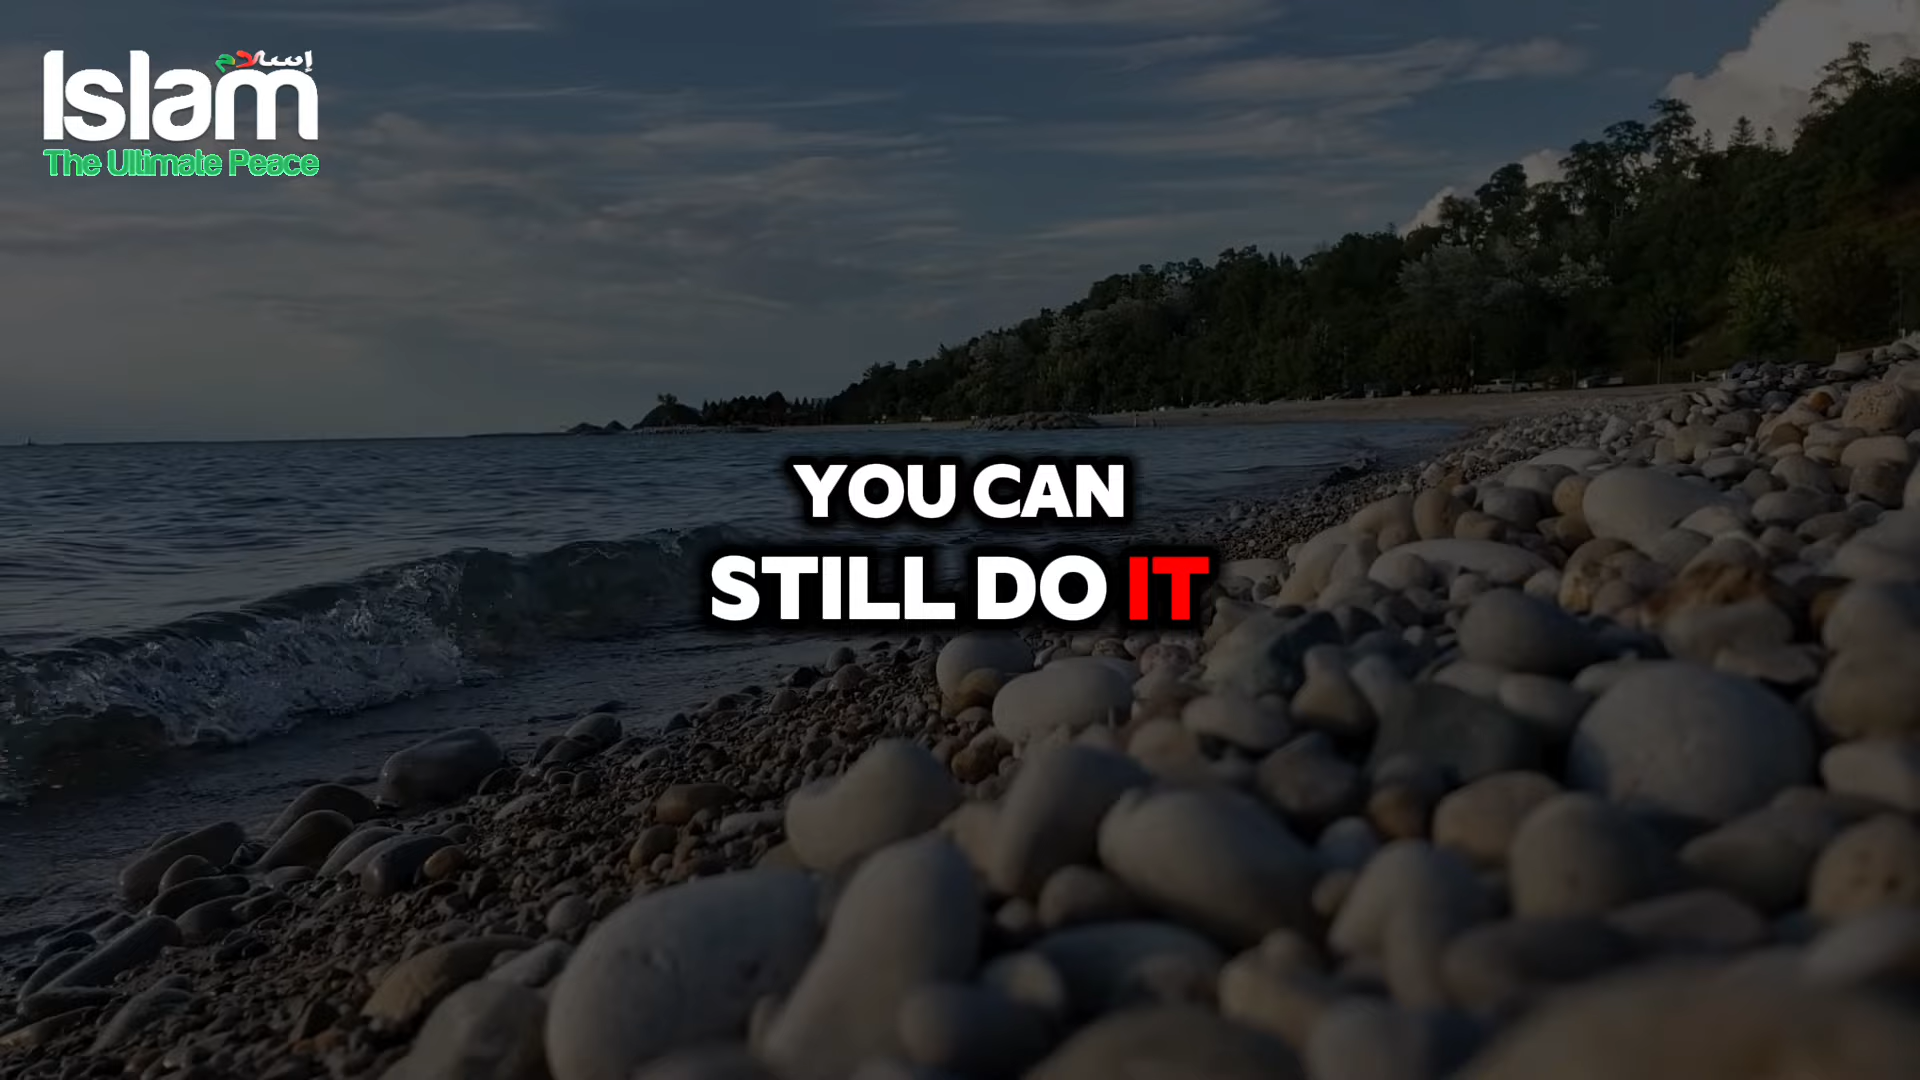 إسلام
Islam
The Ultimate Peace
YOU CAN
STILL DO IT